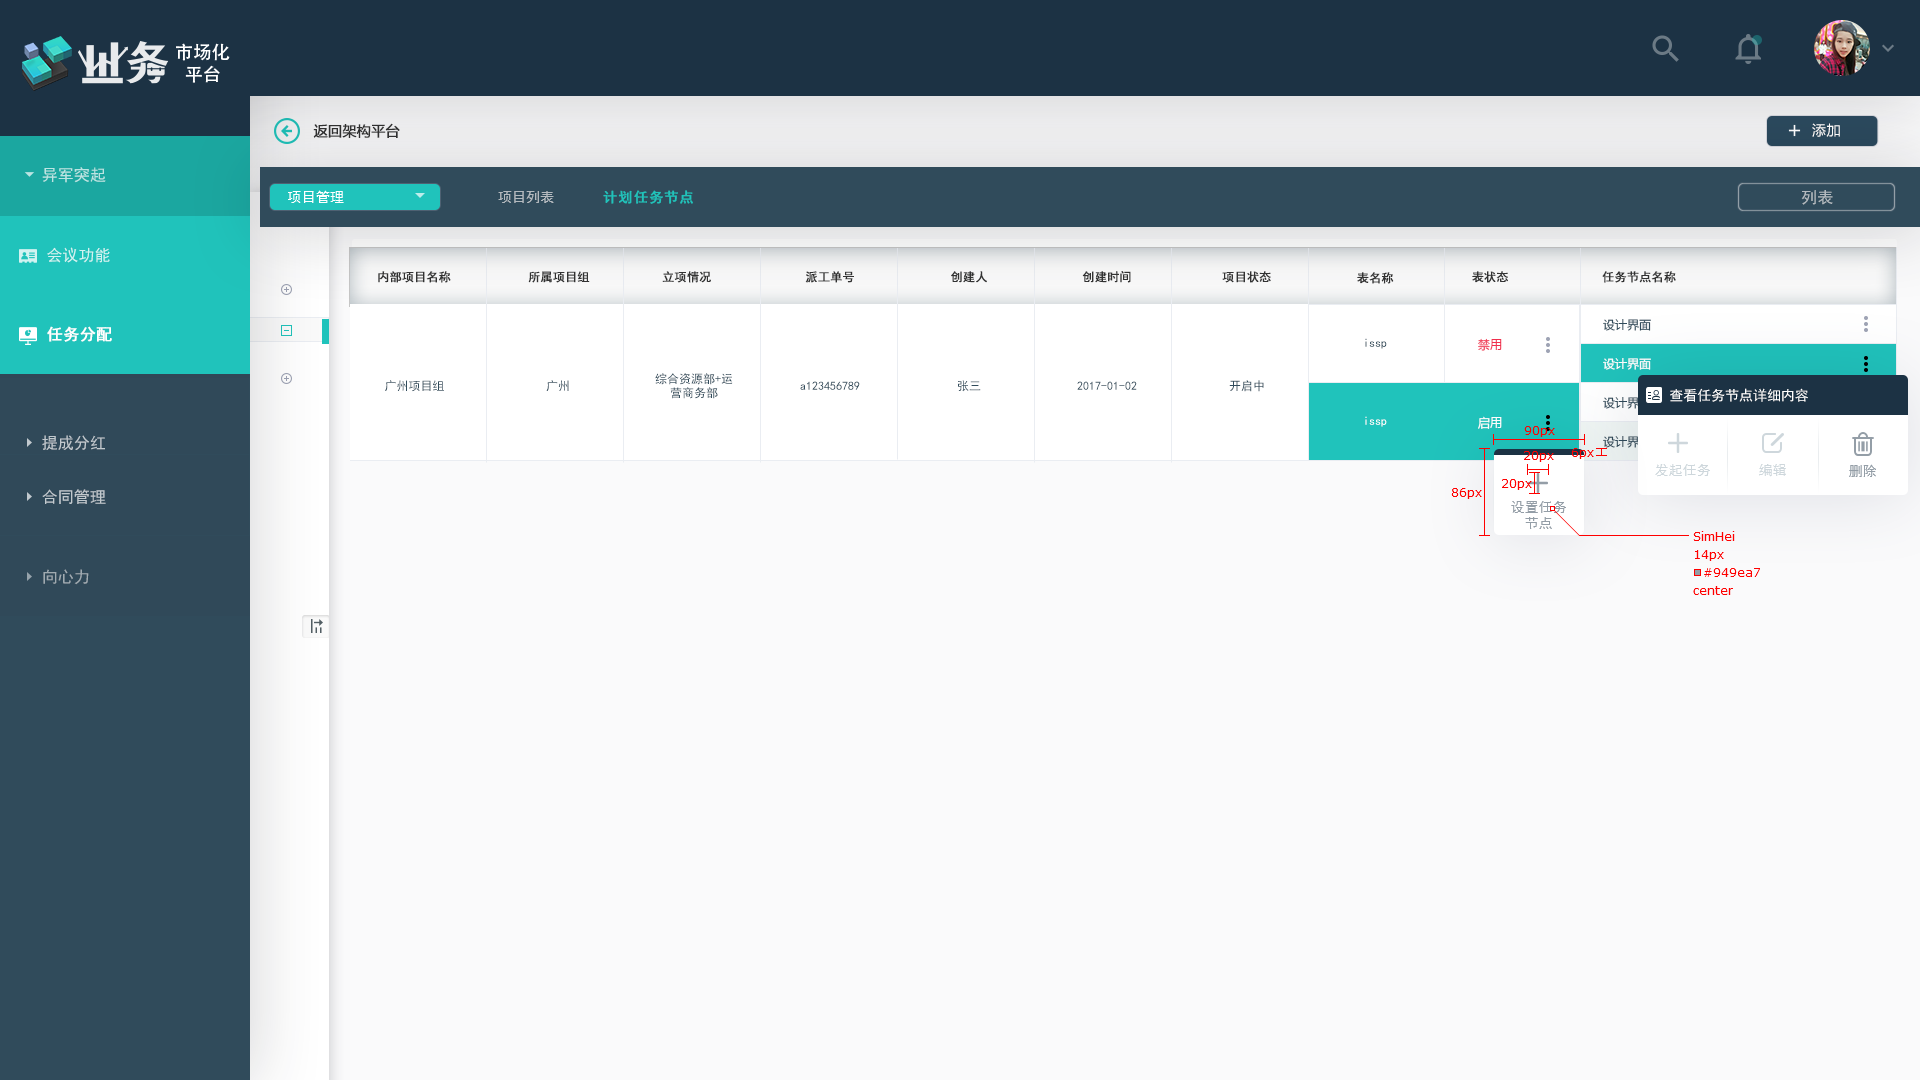 业务
市场化
平台
返回架构平台
添加
异军突起
项目管理
项目列表
计划任务节点
列表
会议功能
任务分配
提成分红
合同管理
向心力
内部项目名称
所属项目组
立项情况
派工单号
创建人
创建时间
项目状态
表名称
表状态
任务节点名称
广州项目组
广州
综合资源部+运
营商务部
a123456789
张三
2017-01-02
开启中
issp
禁用
issp
启用
设计界面
设计界面
设计界
设计界
查看任务节点详细内容
发起任务
编辑
删除
90px
6px
20px
20px
86px
设置任务
节点
SimHei
14px
#949ea7
center